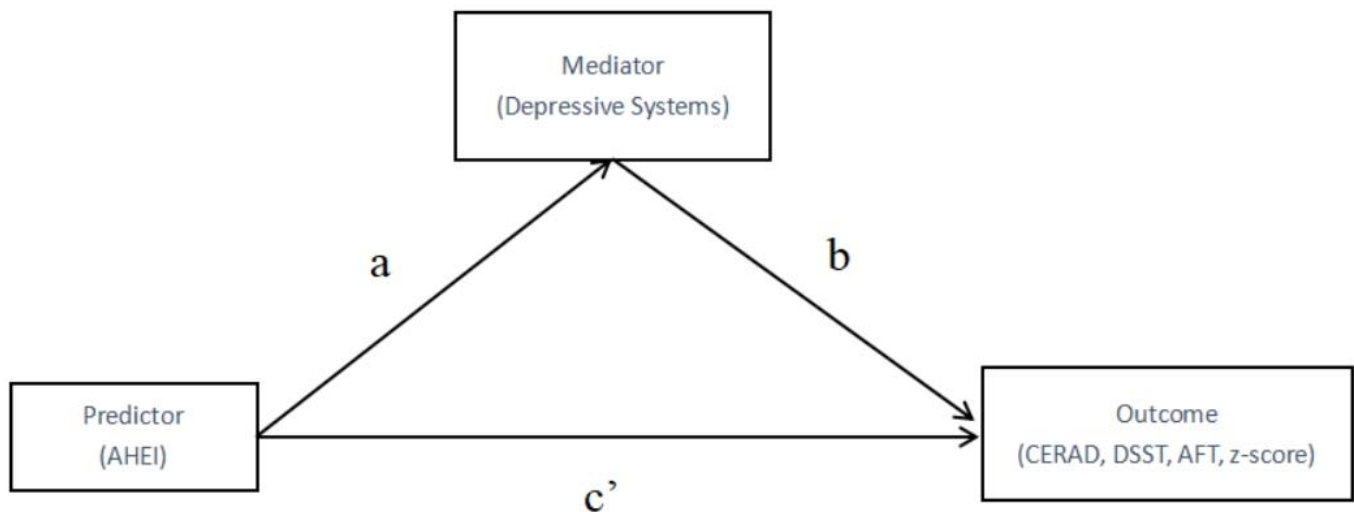 Mediator
(Depressive Systems)
a
b
Predictor
(AHEI)
Outcome
(CERAD, DSST, AFT, z-score)
c’